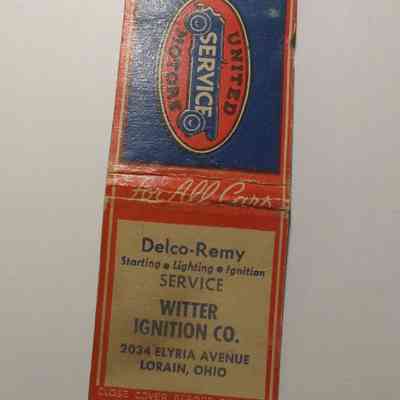 UNITED
SERVICE
MOTORS
for All Cars
Delco-Remy
Starting • Lighting • Ignition
SERVICE
WITTER
IGNITION CO.
2034 ELYRIA AVENUE
LORAIN, OHIO
CLOSE COVER BEFORE